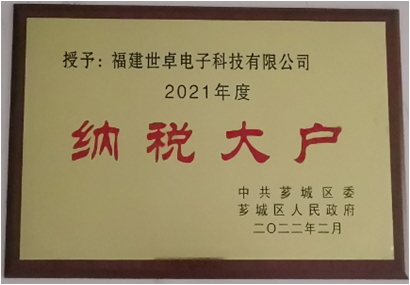 授予：福建世卓电子科技有限公司
2021年度
纳税大户
中共芗城区委
芗城区人民政府
二〇二二年二月